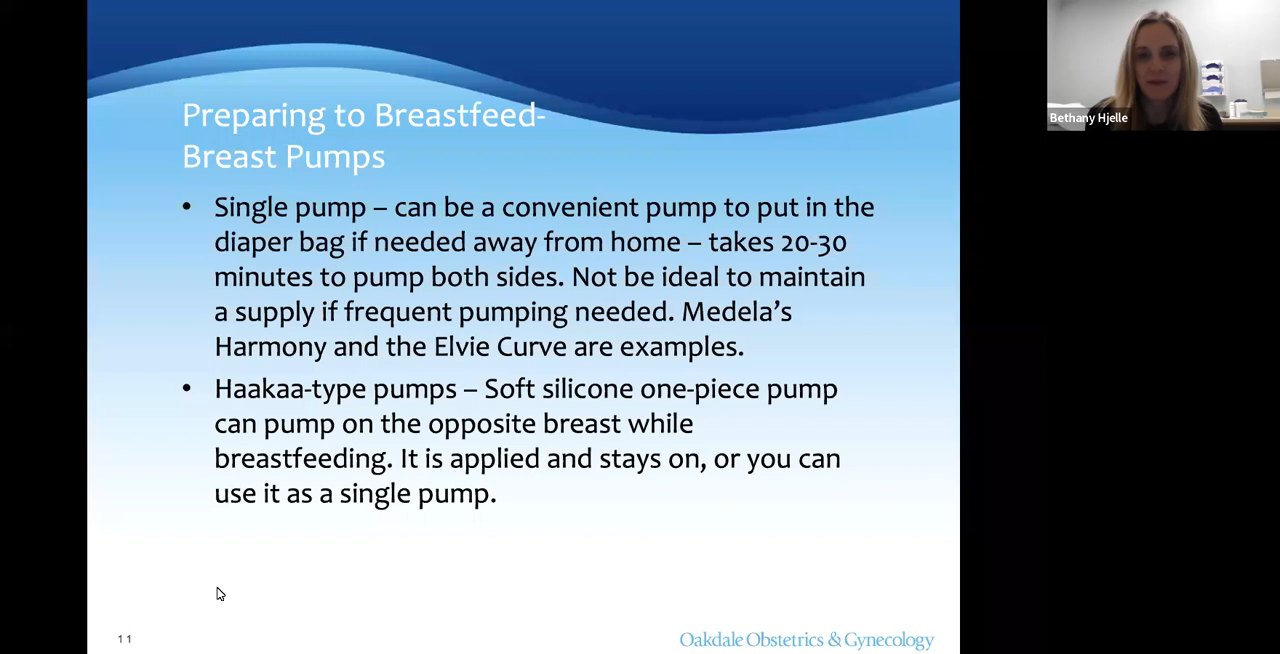 Preparing to Breastfeed-
Breast Pumps
• Single pump – can be a convenient pump to put in the
diaper bag if needed away from home – takes 20-30
minutes to pump both sides. Not be ideal to maintain
a supply if frequent pumping needed. Medela’s
Harmony and the Elvie Curve are examples.
• Haakaa-type pumps – Soft silicone one-piece pump
can pump on the opposite breast while
breastfeeding. It is applied and stays on, or you can
use it as a single pump.
11
Oakdale Obstetrics & Gynecology
Bethany Hjelle